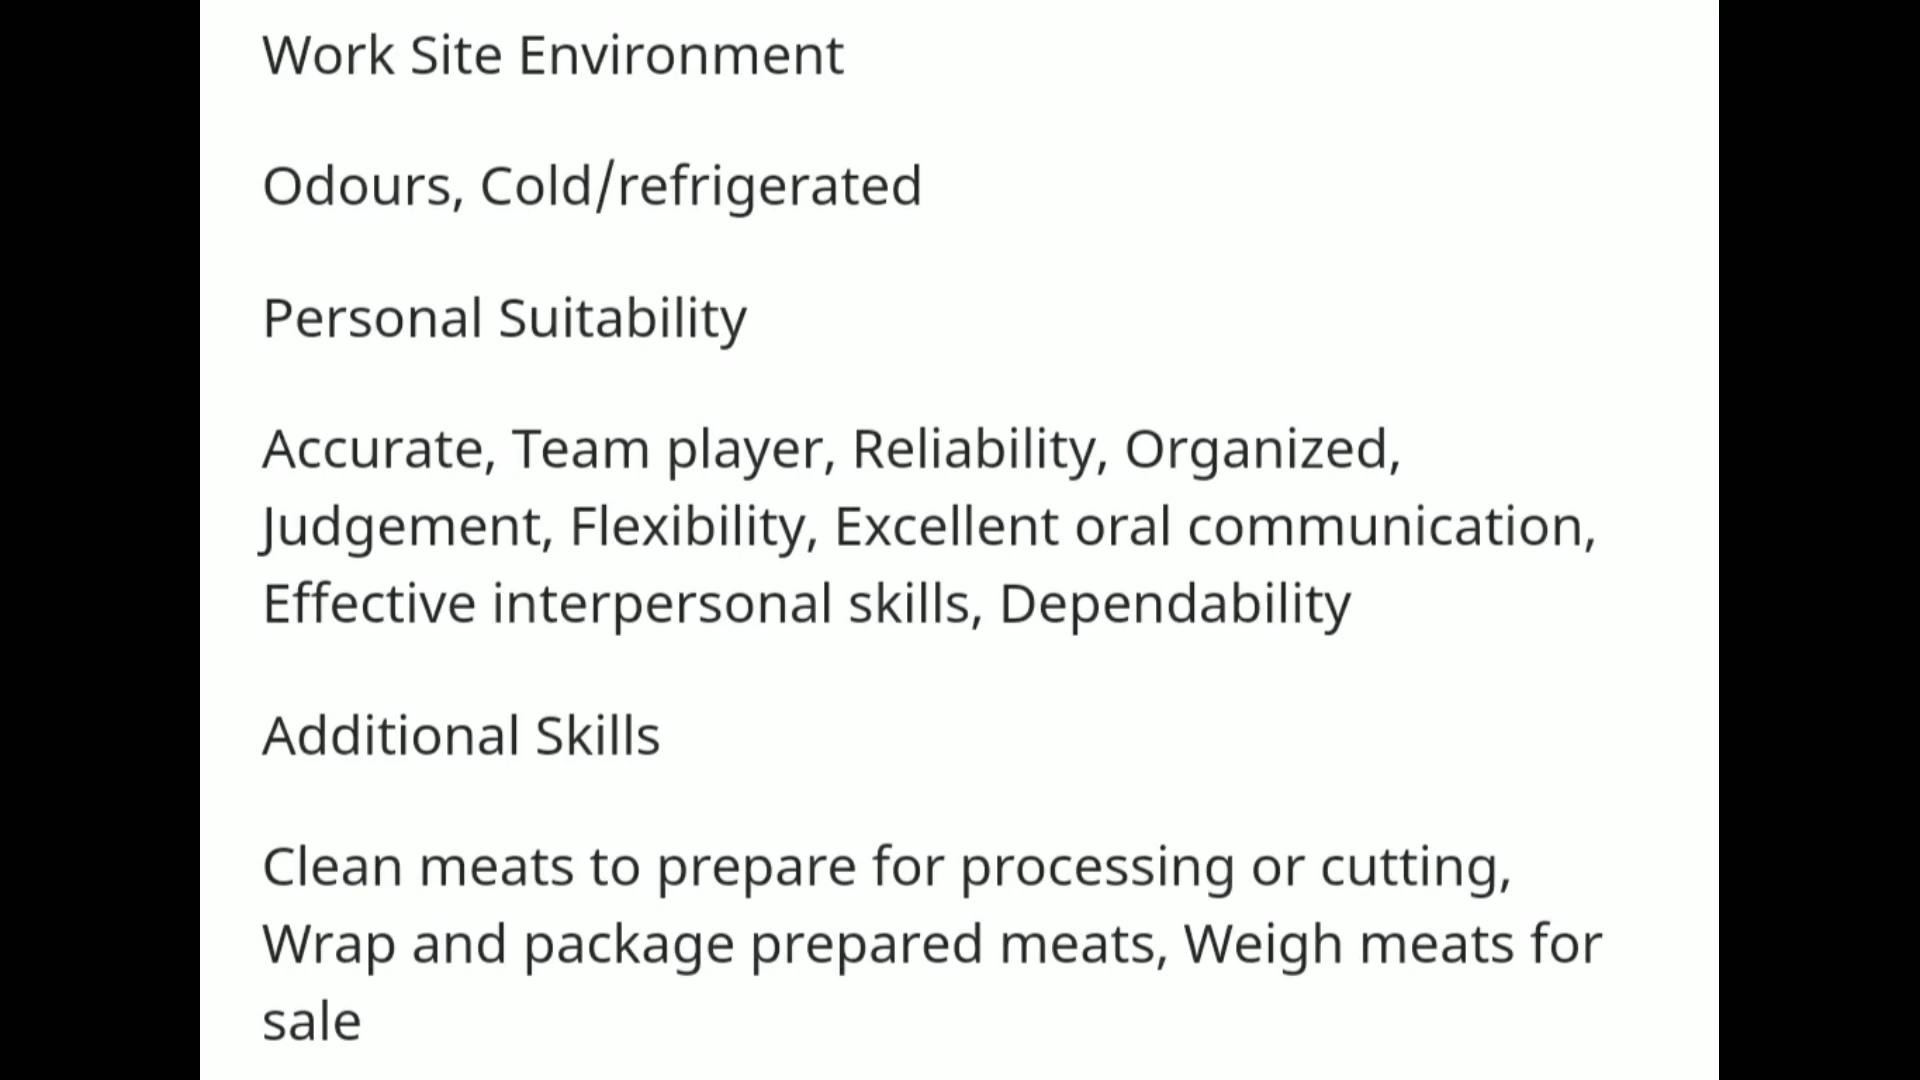 Work Site Environment
Odours, Cold/refrigerated
Personal Suitability
Accurate, Team player, Reliability, Organized,
Judgement, Flexibility, Excellent oral communication,
Effective interpersonal skills, Dependability
Additional Skills
Clean meats to prepare for processing or cutting,
Wrap and package prepared meats, Weigh meats for
sale